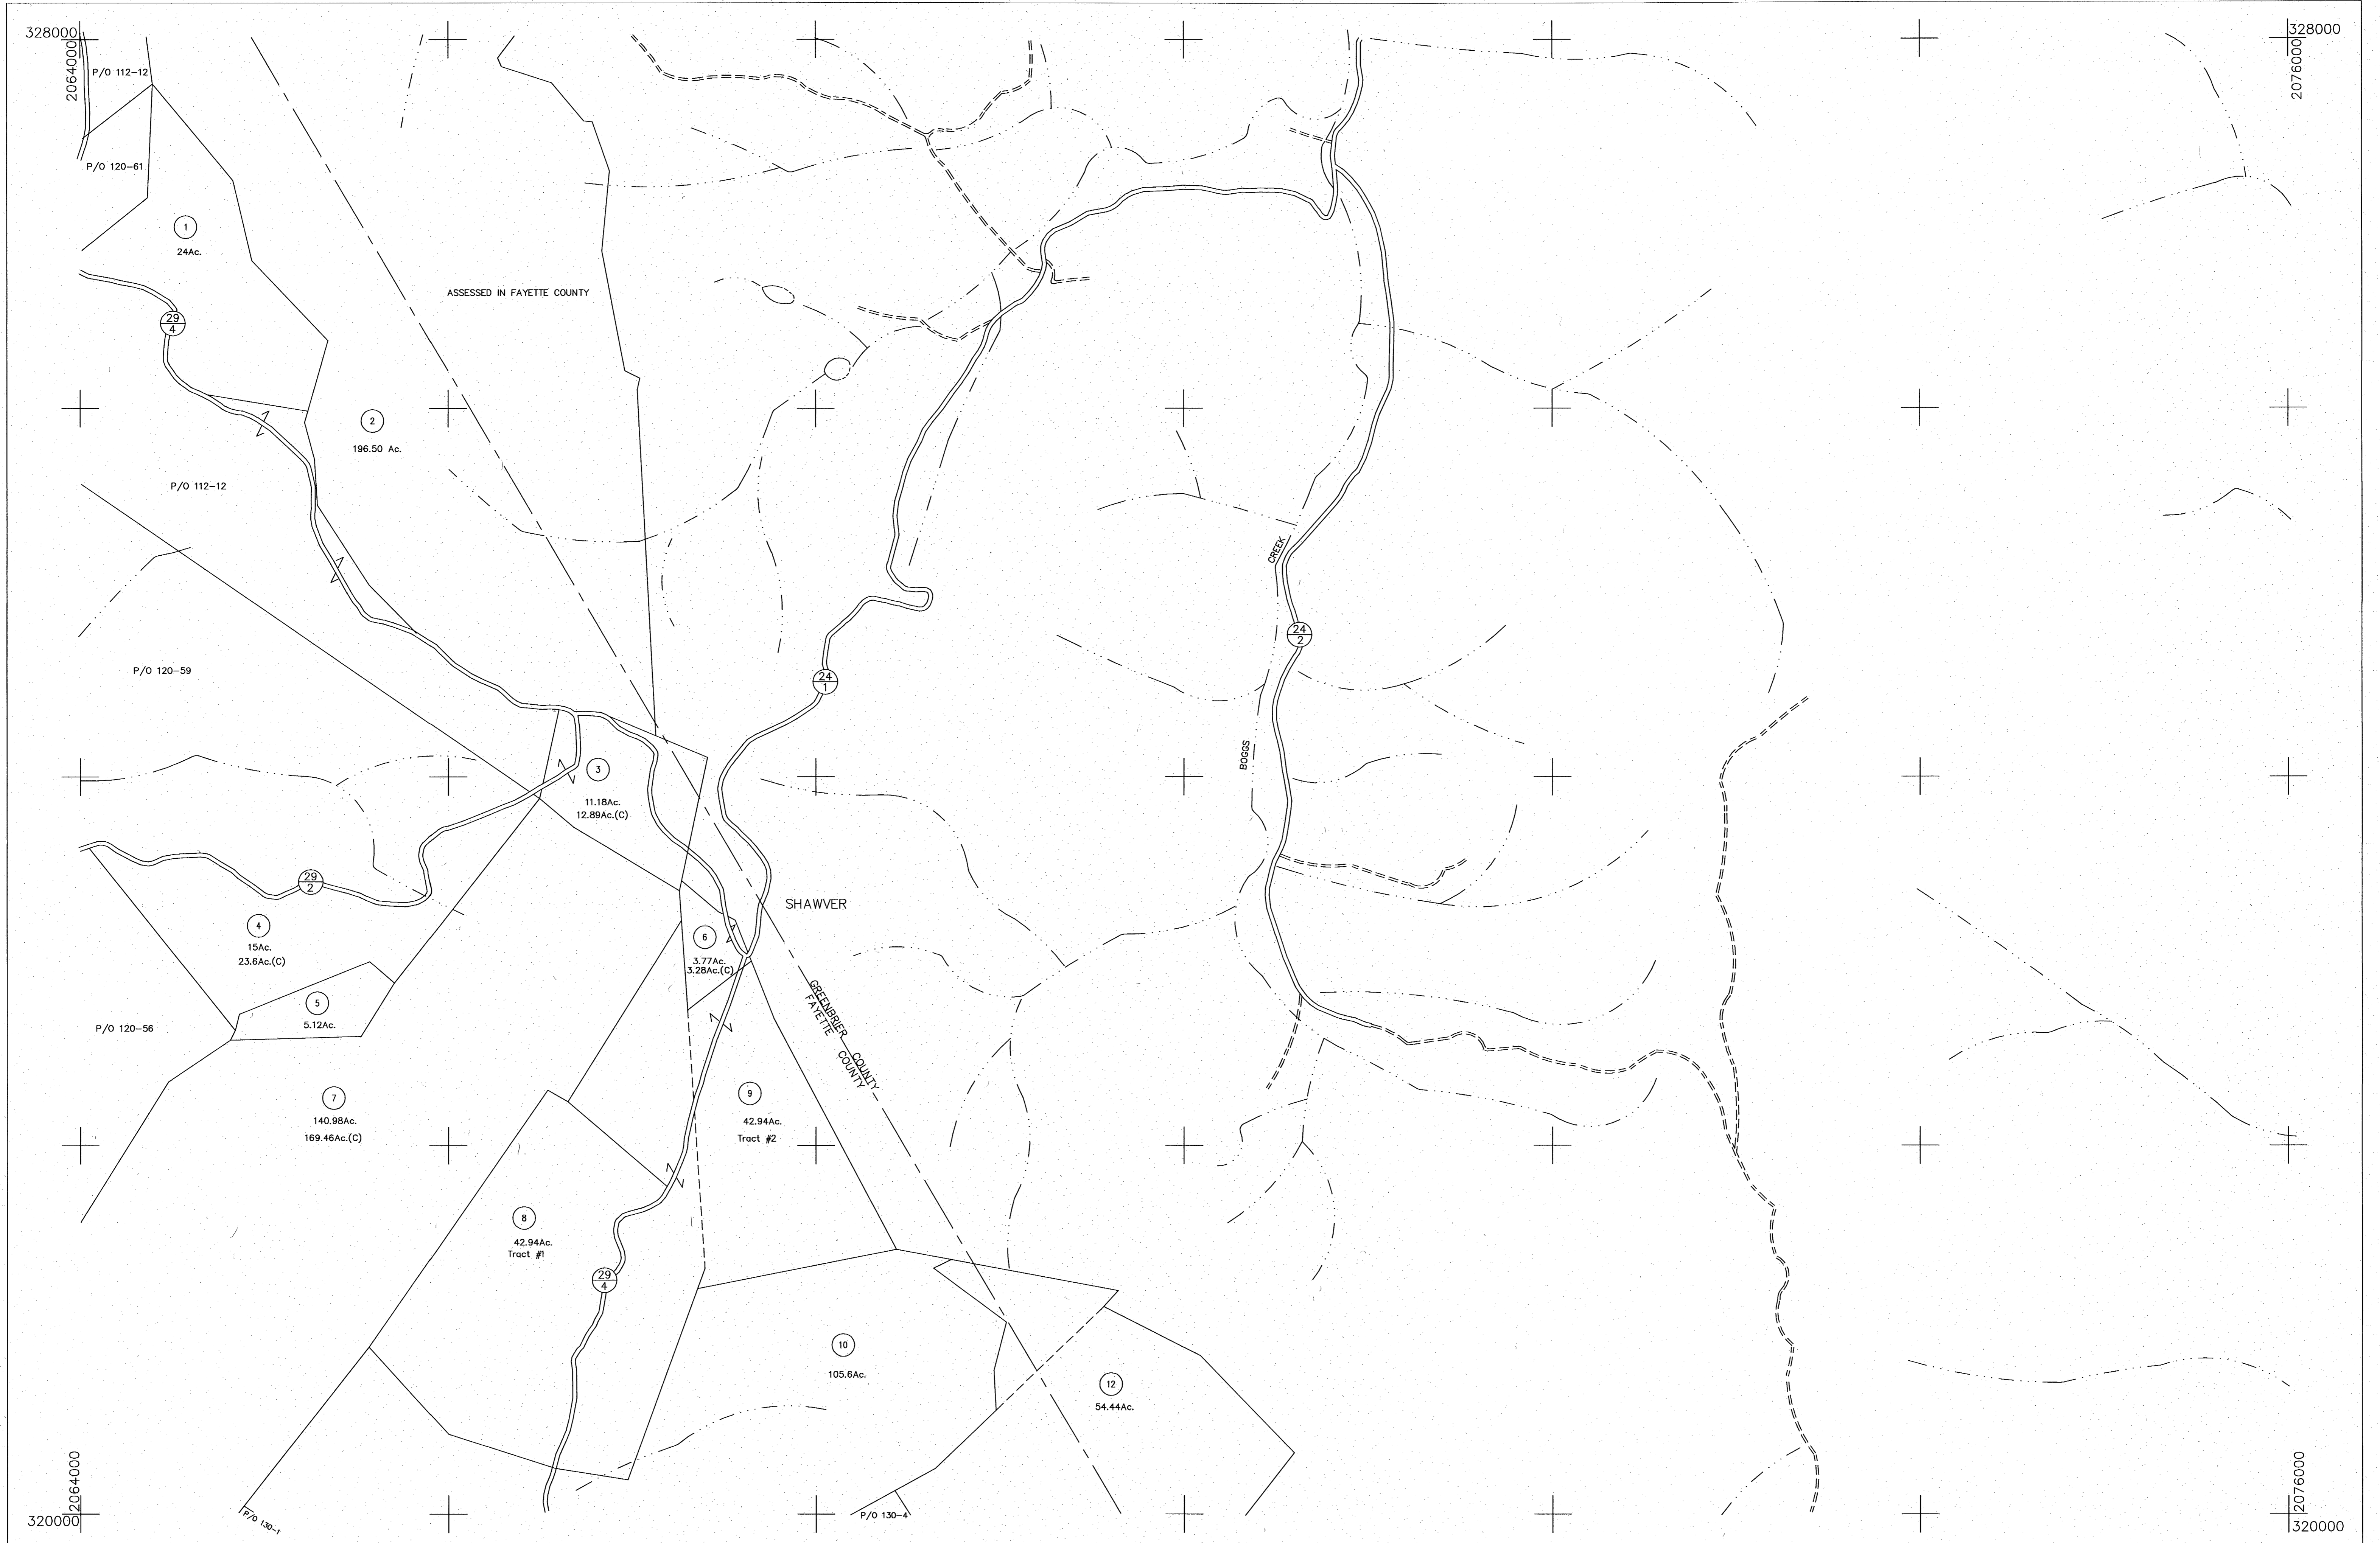 328000
2064000
328000
2076000
P/O 112-12
P/O 120-61
1
24Ac.
ASSESSED IN FAYETTE COUNTY
29
4
2
196.50 Ac.
P/O 112-12
CREEK
24
2
P/O 120-59
24
1
BOGGS
3
11.18Ac.
12.89Ac.(C)
29
2
SHAWVER
4
15Ac.
23.6Ac.(C)
6
3.77Ac.
3.28Ac.(C)
5
5.12Ac.
P/O 120-56
GREENBRIER COUNTY
FAYETTE COUNTY
7
140.98Ac.
169.46Ac.(C)
9
42.94Ac.
Tract #2
8
42.94Ac.
Tract #1
29
4
10
105.6Ac.
12
54.44Ac.
2064000
320000
P/O 130-1
P/O 130-4
2076000
320000